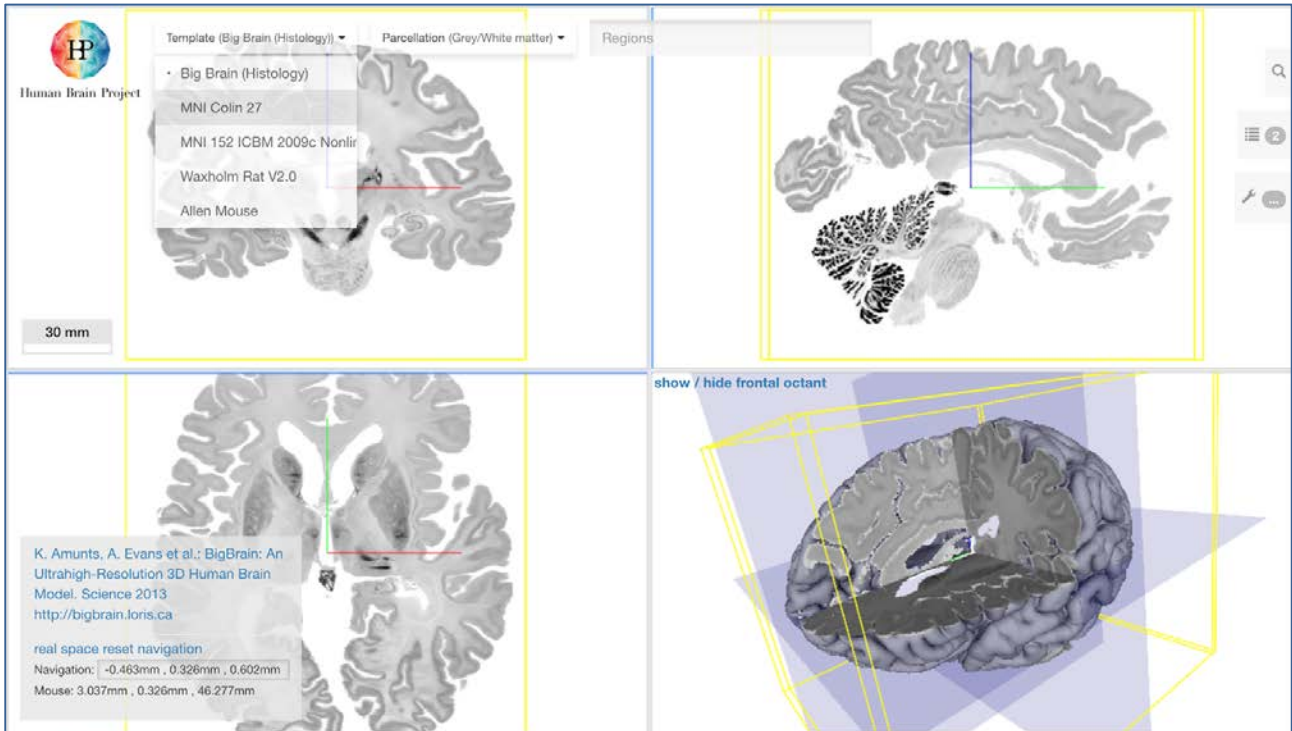 HP
Human Brain Project
Template (Big Brain (Histology))
Parcellation (Grey/White matter)
Regions
• Big Brain (Histology)
MNI Colin 27
MNI 152 ICBM 2009c Nonlin
Waxholm Rat V2.0
Allen Mouse
2
...
30 mm
show / hide frontal octant
K. Amunts, A. Evans et al.: BigBrain: An
Ultrahigh-Resolution 3D Human Brain
Model. Science 2013
http://bigbrain.loris.ca
real space reset navigation
Navigation: -0.463mm , 0.326mm , 0.602mm
Mouse: 3.037mm , 0.326mm , 46.277mm